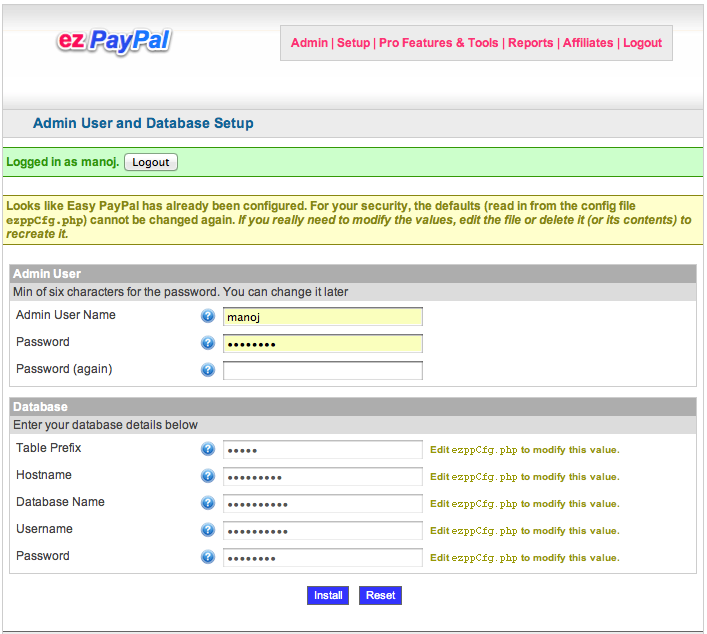 ez PayPal
Admin | Setup | Pro Features & Tools | Reports | Affiliates | Logout
Admin User and Database Setup
Logged in as manoj. Logout
Looks like Easy PayPal has already been configured. For your security, the defaults (read in from the config file
ezppCfg.php) cannot be changed again. If you really need to modify the values, edit the file or delete it (or its contents) to
recreate it.
Admin User
Min of six characters for the password. You can change it later
Admin User Name ? manoj
Password ? ••••••••
Password (again) ?
Database
Enter your database details below
Table Prefix ? ••••• Edit ezppCfg.php to modify this value.
Hostname ? ••••••••• Edit ezppCfg.php to modify this value.
Database Name ? •••••••••• Edit ezppCfg.php to modify this value.
Username ? •••••••••• Edit ezppCfg.php to modify this value.
Password ? •••••••• Edit ezppCfg.php to modify this value.
Install Reset